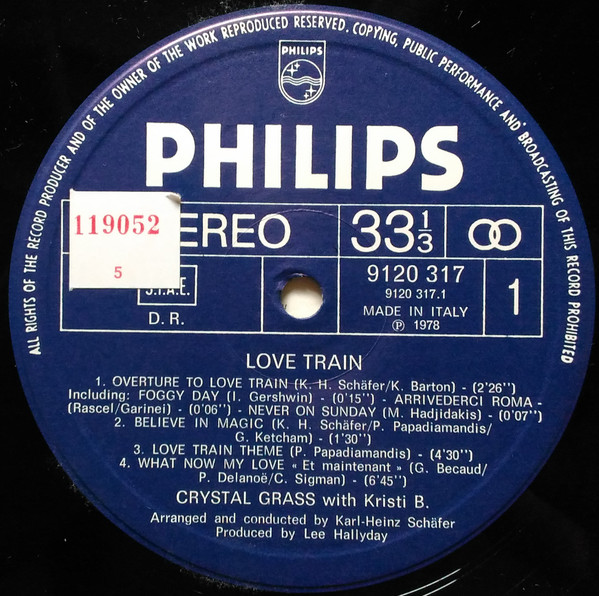 ALL RIGHTS OF THE RECORD PRODUCER AND OF THE OWNER OF THE WORK REPRODUCED RESERVED. COPYING, PUBLIC PERFORMANCE AND BROADCASTING OF THIS RECORD PROHIBITED
PHILIPS
PHILIPS
119052
5
EREO
33 1/3
S.I.A.E.
D. R.
9120 317
9120 317.1
MADE IN ITALY
Ⓟ 1978
1
LOVE TRAIN
1. OVERTURE TO LOVE TRAIN (K. H. Schäfer/K. Barton) - (2'26'')
Including: FOGGY DAY (I. Gershwin) - (0'15'') - ARRIVEDERCI ROMA -
(Rascel/Garinei) - (0'06'') - NEVER ON SUNDAY (M. Hadjidakis) - (0'07'')
2. BELIEVE IN MAGIC (K. H. Schäfer/P. Papadiamandis/
G. Ketcham) - (1'30'')
3. LOVE TRAIN THEME (P. Papadiamandis) - (4'30'')
4. WHAT NOW MY LOVE « Et maintenant » (G. Becaud/
P. Delanoë/C. Sigman) - (6'45'')
CRYSTAL GRASS with Kristi B.
Arranged and conducted by Karl-Heinz Schäfer
Produced by Lee Hallyday